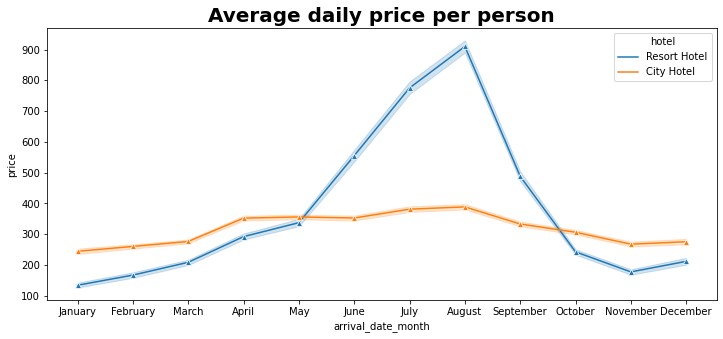 Average daily price per person
hotel
Resort Hotel
City Hotel
900
800
700
600
500
400
300
200
100
price
January February March April May June July August September October November December
arrival_date_month